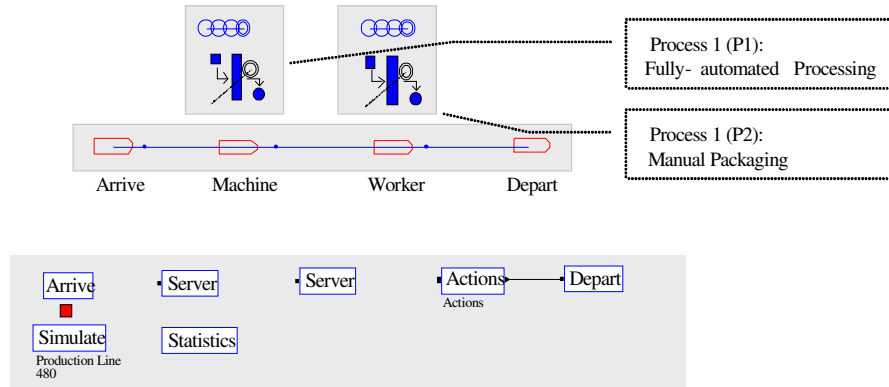 Process 1 (P1):
Fully- automated Processing
Process 1 (P2):
Manual Packaging
Arrive Machine Worker Depart
Arrive Server Server Actions Depart
Actions
Simulate Statistics
Production Line
480